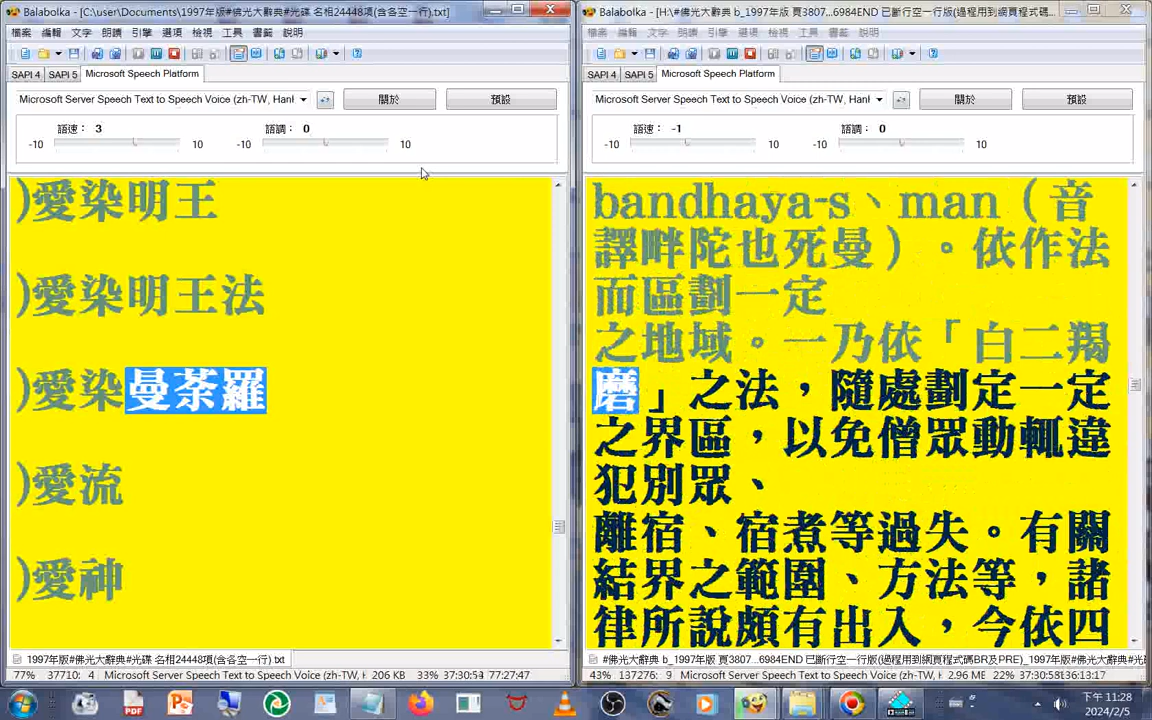 Balabolka - [C:\user\Documents\1997年版#佛光大辭典#光碟 名相24448項(含各空一行).txt]
檔案 編輯 文字 朗讀 引擎 選項 檢視 工具 書籤 說明
SAPI 4 SAPI 5 Microsoft Speech Platform
Microsoft Server Speech Text to Speech Voice (zh-TW, Hanl 關於 預設
語速： 3 語調： 0
-10 10 -10 10
)愛染明王
)愛染明王法
)愛染曼荼羅
)愛流
)愛神
1997年版#佛光大辭典#光碟 名相24448項(含各空一行).txt
77% 37710: 4 Microsoft Server Speech Text to Speech Voice (zh-TW, H 206 KB 33% 37:30=54 77:27=47
Balabolka - [H:\#佛光大辭典 b_1997年版 頁3807...6984END 已斷行空一行版(過程用到網頁程式碼...
檔案 編輯 文字 朗讀 引擎 選項 檢視 工具 書籤 說明
SAPI 4 SAPI 5 Microsoft Speech Platform
Microsoft Server Speech Text to Speech Voice (zh-TW, Hanl 關於 預設
語速： -1 語調： 0
-10 10 -10 10
bandhaya-s、man（音
譯畔陀也死曼）。依作法
而區劃一定
之地域。一乃依「白二羯
磨」之法，隨處劃定一定
之界區，以免僧眾動輒違
犯別眾、
離宿、宿煮等過失。有關
結界之範圍、方法等，諸
律所說頗有出入，今依四
#佛光大辭典 b_1997年版 頁3807...6984END 已斷行空一行版(過程用到網頁程式碼BR及PRE)_1997年版#佛光
43% 137276: 9 Microsoft Server Speech Text to Speech Voice (zh-TW, H 2.96 MB 22%
PDF
下午 11:28
2024/2/5